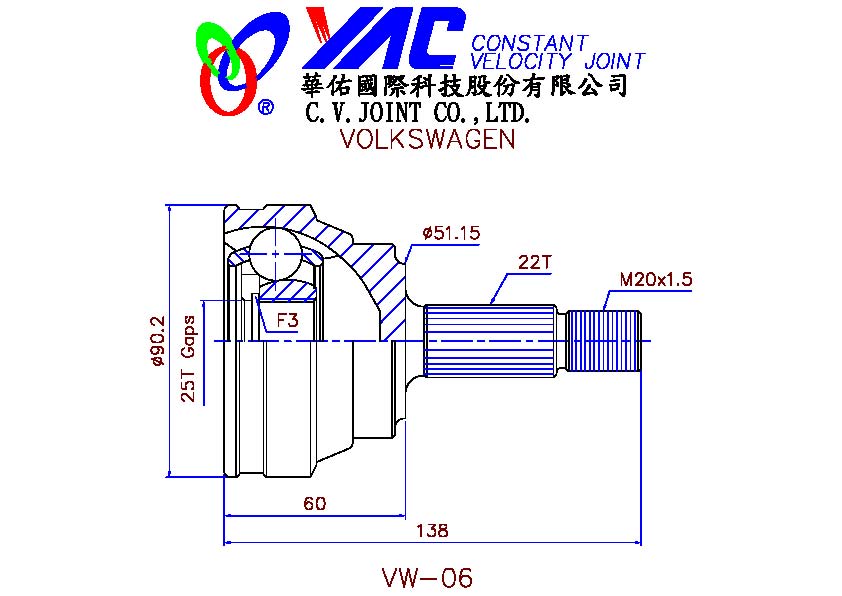 YAC CONSTANT
VELOCITY JOINT
®
華佑國際科技股份有限公司
C.V.JOINT CO.,LTD.
VOLKSWAGEN
ø51.15
22T
M20x1.5
F3
ø90.2
25T Gaps
60
138
VW-06